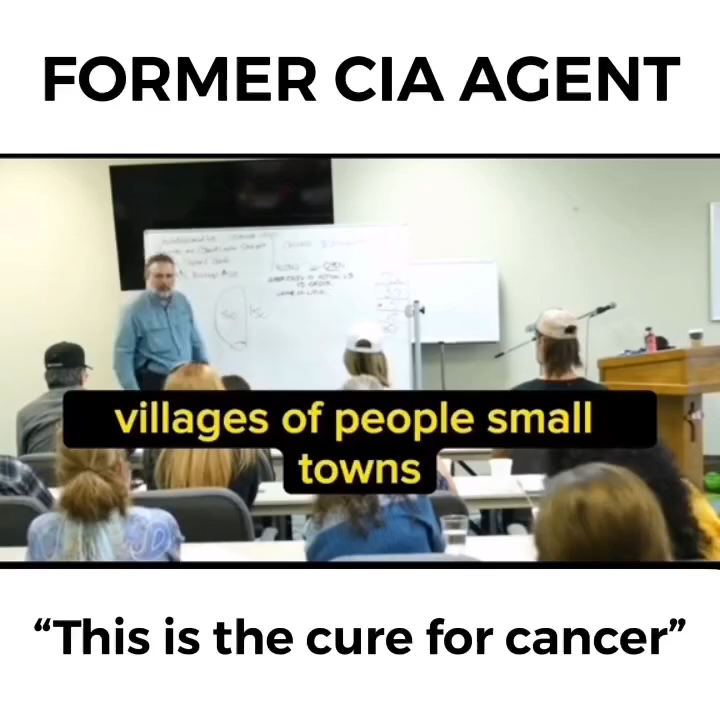 FORMER CIA AGENT
villages of people small
towns
“This is the cure for cancer”